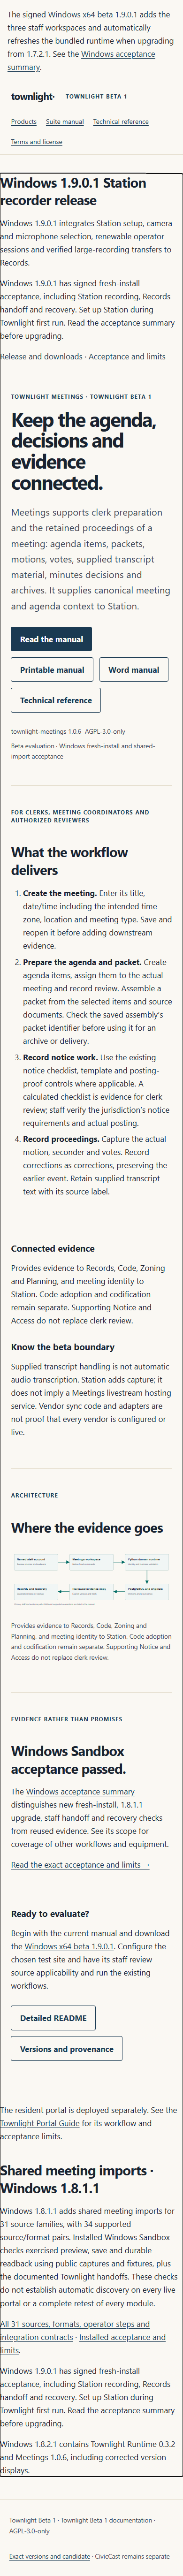 The signed Windows x64 beta 1.9.0.1 adds the
three staff workspaces and automatically
refreshes the bundled runtime when upgrading
from 1.7.2.1. See the Windows acceptance
summary.
townlight· TOWNLIGHT BETA 1
Products Suite manual Technical reference
Terms and license
Windows 1.9.0.1 Station
recorder release
Windows 1.9.0.1 integrates Station setup, camera
and microphone selection, renewable operator
sessions and verified large-recording transfers to
Records.
Windows 1.9.0.1 has signed fresh-install
acceptance, including Station recording, Records
handoff and recovery. Set up Station during
Townlight first run. Read the acceptance summary
before upgrading.
Release and downloads · Acceptance and limits
TOWNLIGHT MEETINGS · TOWNLIGHT BETA 1
Keep the agenda,
decisions and
evidence
connected.
Meetings supports clerk preparation
and the retained proceedings of a
meeting: agenda items, packets,
motions, votes, supplied transcript
material, minutes decisions and
archives. It supplies canonical meeting
and agenda context to Station.
Read the manual
Printable manual Word manual
Technical reference
townlight-meetings 1.0.6 AGPL-3.0-only
Beta evaluation · Windows fresh-install and shared-
import acceptance
FOR CLERKS, MEETING COORDINATORS AND
AUTHORIZED REVIEWERS
What the workflow
delivers
1. Create the meeting. Enter its title,
date/time including the intended time
zone, location and meeting type. Save and
reopen it before adding downstream
evidence.
2. Prepare the agenda and packet. Create
agenda items, assign them to the actual
meeting and record review. Assemble a
packet from the selected items and source
documents. Check the saved assembly's
packet identifier before using it for an
archive or delivery.
3. Record notice work. Use the existing
notice checklist, template and posting-
proof controls where applicable. A
calculated checklist is evidence for clerk
review; staff verify the jurisdiction's notice
requirements and actual posting.
4. Record proceedings. Capture the actual
motion, seconder and votes. Record
corrections as corrections, preserving the
earlier event. Retain supplied transcript
text with its source label.
Connected evidence
Provides evidence to Records, Code, Zoning
and Planning, and meeting identity to
Station. Code adoption and codification
remain separate. Supporting Notice and
Access do not replace clerk review.
Know the beta boundary
Supplied transcript handling is not automatic
audio transcription. Station adds capture; it
does not imply a Meetings livestream hosting
service. Vendor sync code and adapters are
not proof that every vendor is configured or
live.
ARCHITECTURE
Where the evidence goes
Provides evidence to Records, Code, Zoning and
Planning, and meeting identity to Station. Code adoption
and codification remain separate. Supporting Notice and
Access do not replace clerk review.
EVIDENCE RATHER THAN PROMISES
Windows Sandbox
acceptance passed.
The Windows acceptance summary
distinguishes new fresh-install, 1.8.1.1
upgrade, staff handoff and recovery checks
from reused evidence. See its scope for
coverage of other workflows and equipment.
Read the exact acceptance and limits →
Ready to evaluate?
Begin with the current manual and download
the Windows x64 beta 1.9.0.1. Configure the
chosen test site and have its staff review
source applicability and run the existing
workflows.
Detailed README
Versions and provenance
The resident portal is deployed separately. See the
Townlight Portal Guide for its workflow and
acceptance limits.
Shared meeting imports ·
Windows 1.8.1.1
Windows 1.8.1.1 adds shared meeting imports for
31 source families, with 34 supported
source/format pairs. Installed Windows Sandbox
checks exercised preview, save and durable
readback using public captures and fixtures, plus
the documented Townlight handoffs. These checks
do not establish automatic discovery on every live
portal or a complete retest of every module.
All 31 sources, formats, operator steps and
integration contracts · Installed acceptance and
limits.
Windows 1.9.0.1 has signed fresh-install
acceptance, including Station recording, Records
handoff and recovery. Set up Station during
Townlight first run. Read the acceptance summary
before upgrading.
Windows 1.8.2.1 contains Townlight Runtime 0.3.2
and Meetings 1.0.6, including corrected version
displays.
Townlight Beta 1 · Townlight Beta 1 documentation ·
AGPL-3.0-only
Exact versions and candidate · CivicCast remains separate